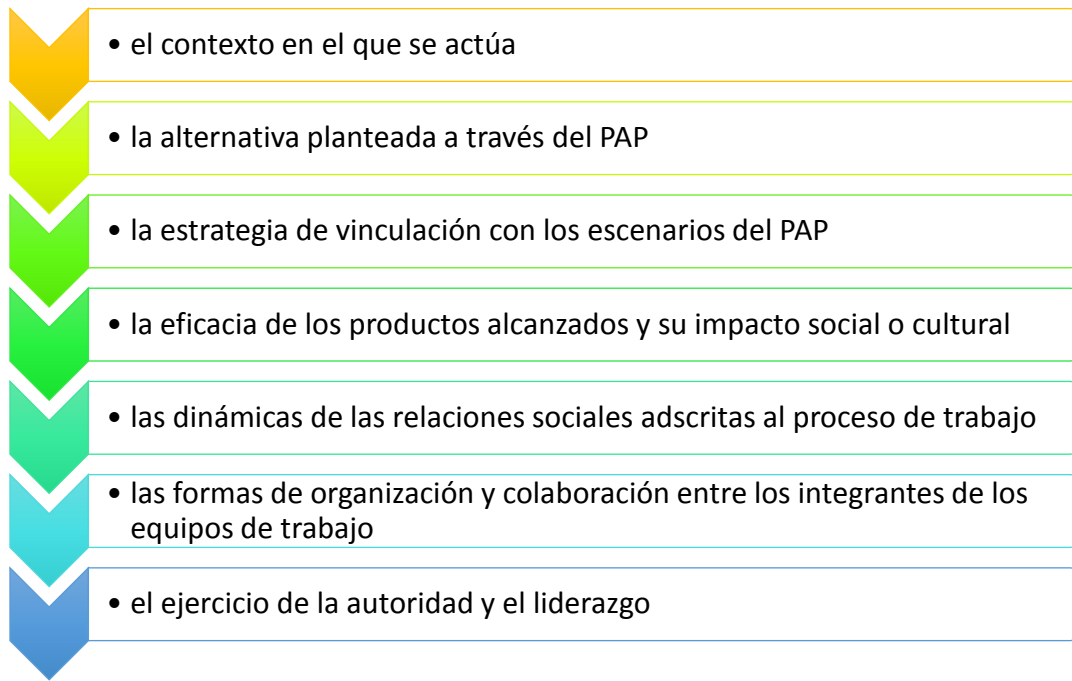 • el contexto en el que se actúa
• la alternativa planteada a través del PAP
• la estrategia de vinculación con los escenarios del PAP
• la eficacia de los productos alcanzados y su impacto social o cultural
• las dinámicas de las relaciones sociales adscritas al proceso de trabajo
• las formas de organización y colaboración entre los integrantes de los
equipos de trabajo
• el ejercicio de la autoridad y el liderazgo